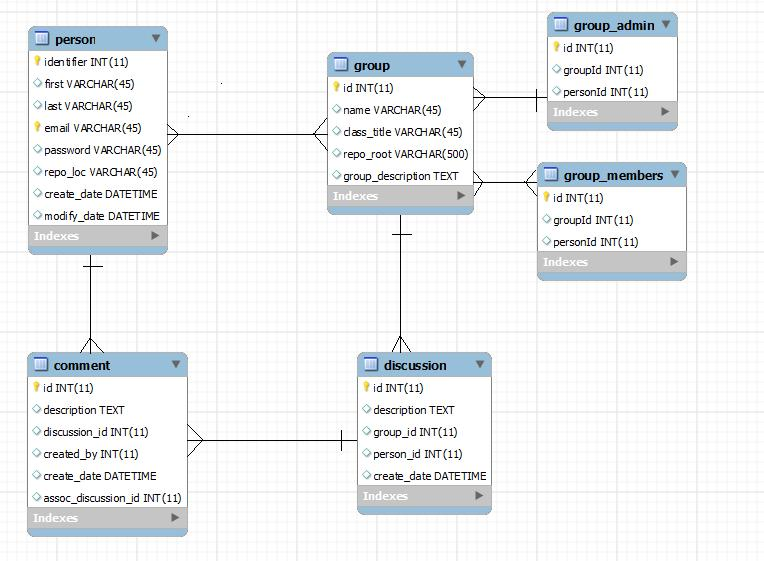 person
identifier INT(11)
first VARCHAR(45)
last VARCHAR(45)
email VARCHAR(45)
password VARCHAR(45)
repo_loc VARCHAR(45)
create_date DATETIME
modify_date DATETIME
Indexes
group
id INT(11)
name VARCHAR(45)
class_title VARCHAR(45)
repo_root VARCHAR(500)
group_description TEXT
Indexes
group_admin
id INT(11)
groupId INT(11)
personId INT(11)
Indexes
group_members
id INT(11)
groupId INT(11)
personId INT(11)
Indexes
comment
id INT(11)
description TEXT
discussion_id INT(11)
created_by INT(11)
create_date DATETIME
assoc_discussion_id INT(11)
Indexes
discussion
id INT(11)
description TEXT
group_id INT(11)
person_id INT(11)
create_date DATETIME
Indexes